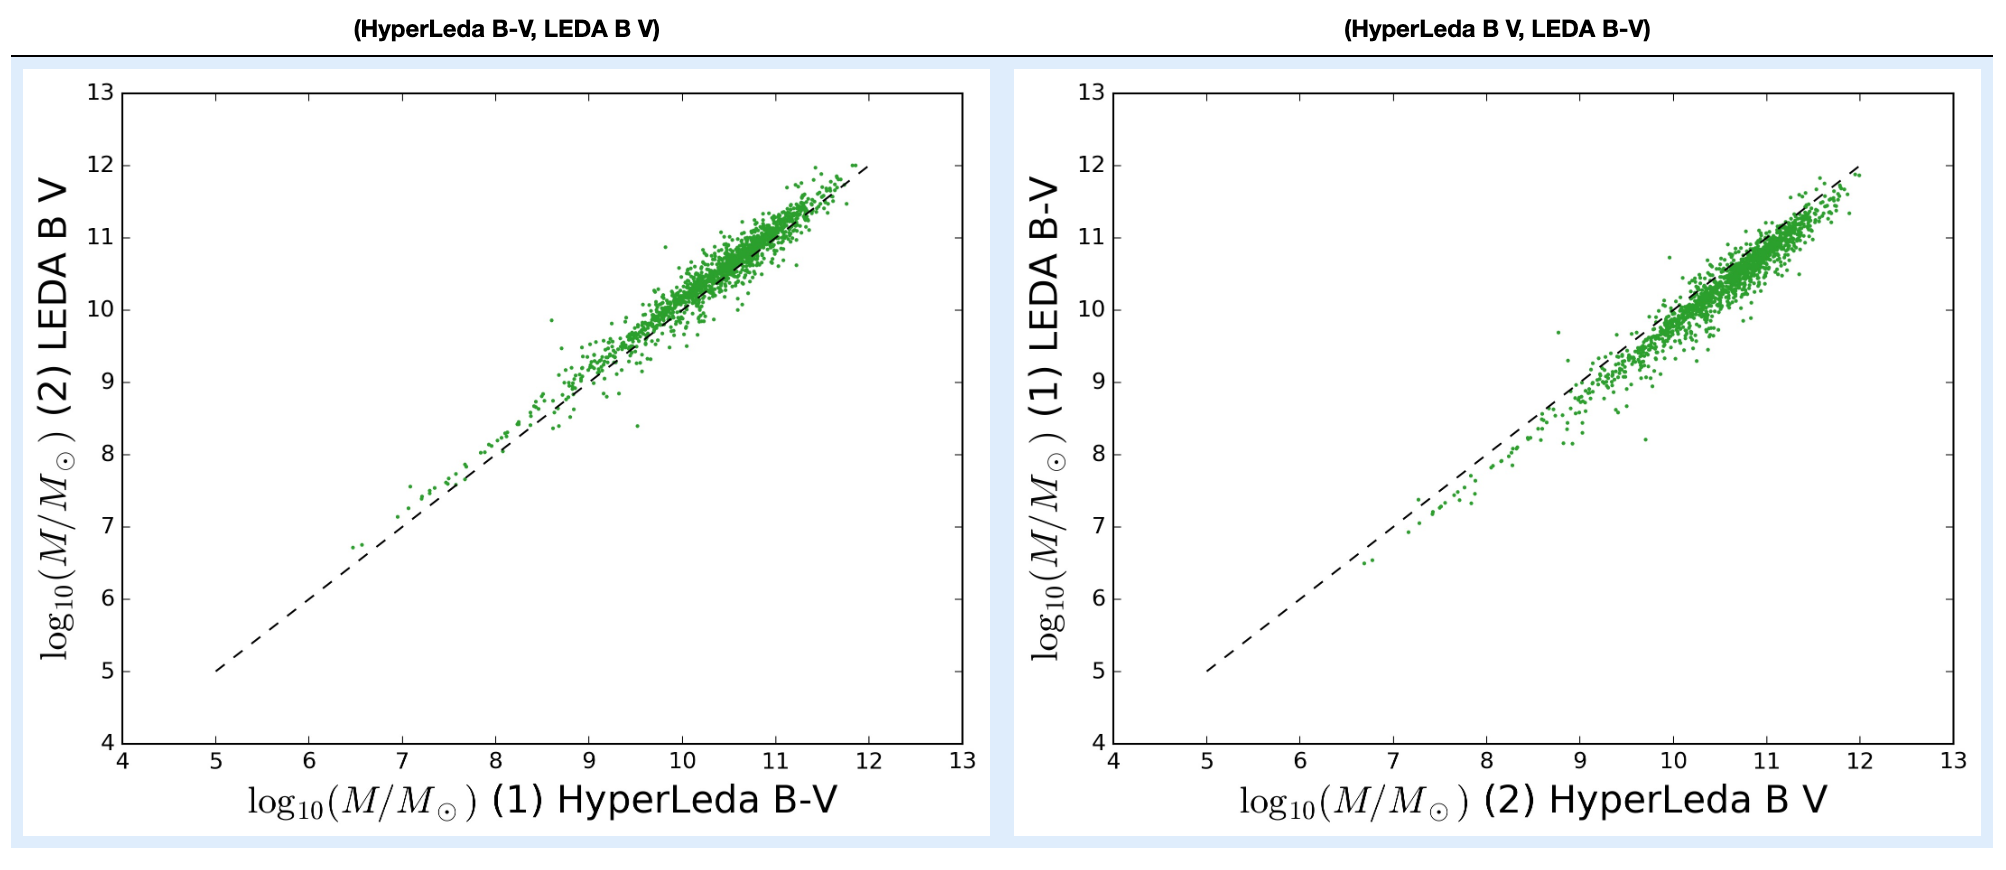 (HyperLeda B-V, LEDA B V)
(HyperLeda B V, LEDA B-V)
13
12
11
10
9
8
7
6
5
4
log₁₀(M/M⊙) (2) LEDA B V
4 5 6 7 8 9 10 11 12 13
log₁₀(M/M⊙) (1) HyperLeda B-V
13
12
11
10
9
8
7
6
5
4
log₁₀(M/M⊙) (1) LEDA B-V
4 5 6 7 8 9 10 11 12 13
log₁₀(M/M⊙) (2) HyperLeda B V